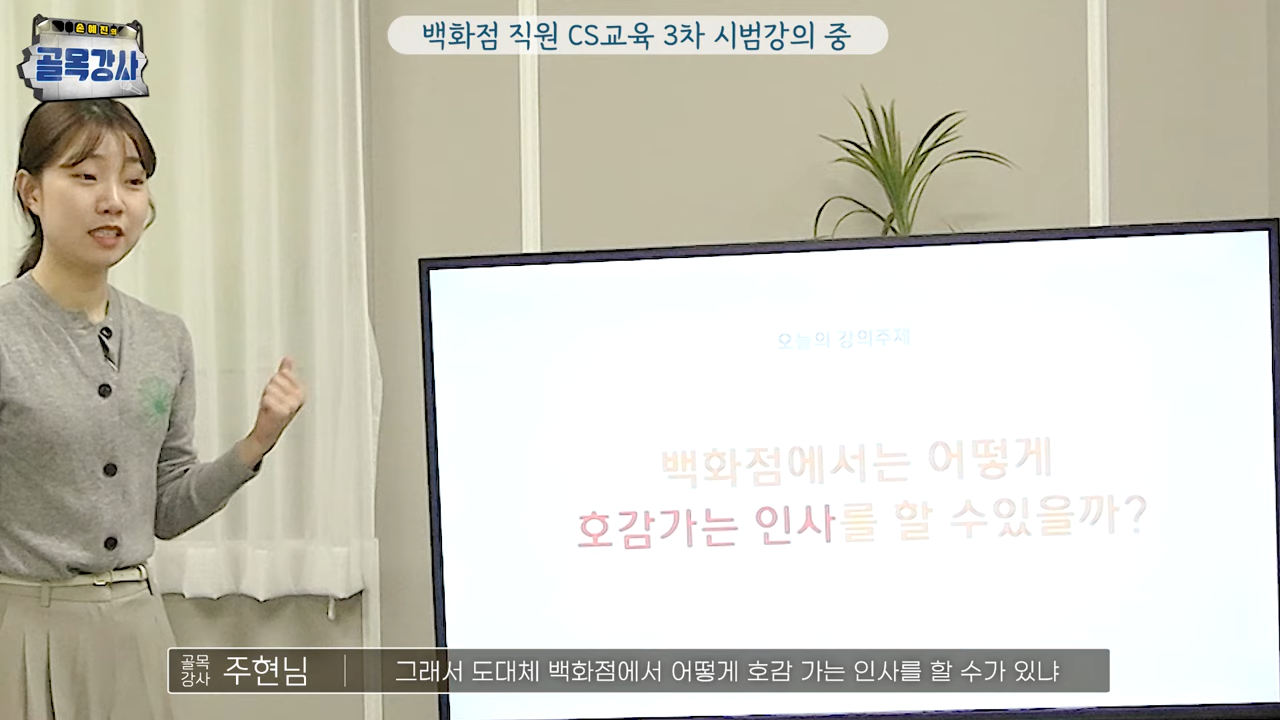 손예진의
골목강사
백화점 직원 CS교육 3차 시범강의 중
오늘의 강의주제
백화점에서는 어떻게
호감가는 인사를 할 수있을까?
골목
강사
주현님
그래서 도대체 백화점에서 어떻게 호감 가는 인사를 할 수가 있냐